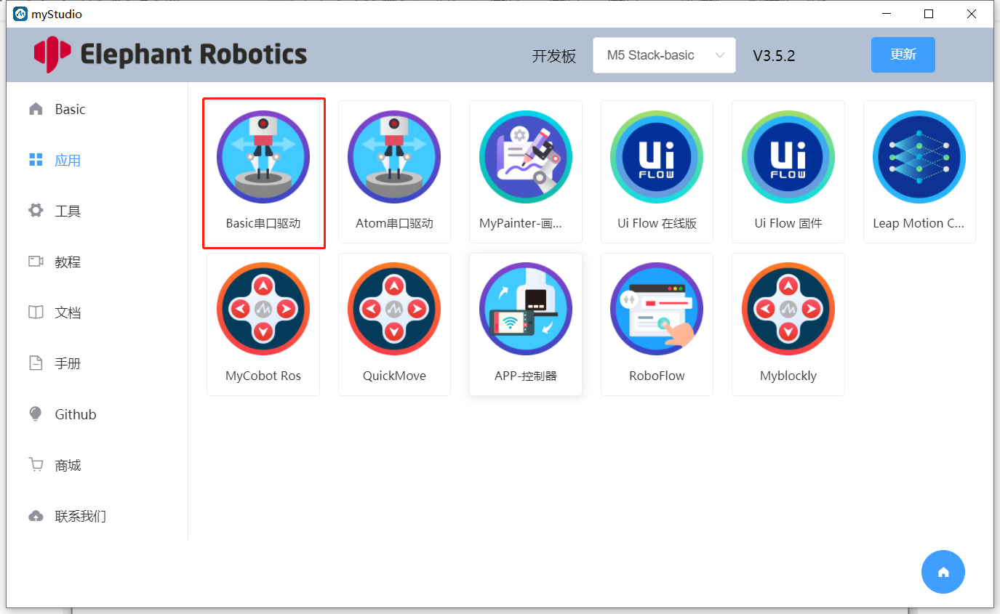 myStudio
Elephant Robotics
开发板
M5 Stack-basic
V3.5.2
更新
Basic
应用
工具
教程
文档
手册
Github
商城
联系我们
Basic串口驱动
Atom串口驱动
MyPainter-画...
Ui FLOW
Ui Flow 在线版
Ui FLOW
Ui Flow 固件
Leap Motion C...
MyCobot Ros
QuickMove
APP-控制器
RoboFlow
Myblockly